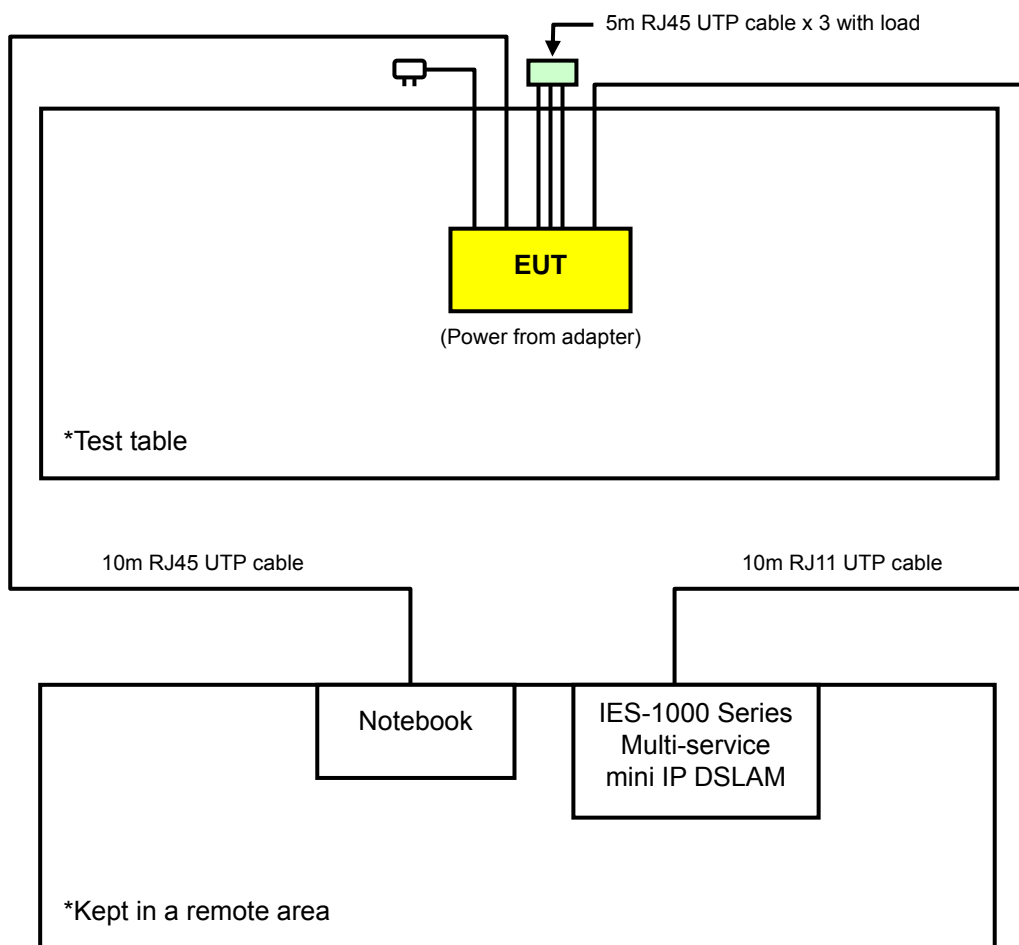 5m RJ45 UTP cable x 3 with load
EUT
(Power from adapter)
*Test table
10m RJ45 UTP cable
10m RJ11 UTP cable
Notebook
IES-1000 Series
Multi-service
mini IP DSLAM
*Kept in a remote area